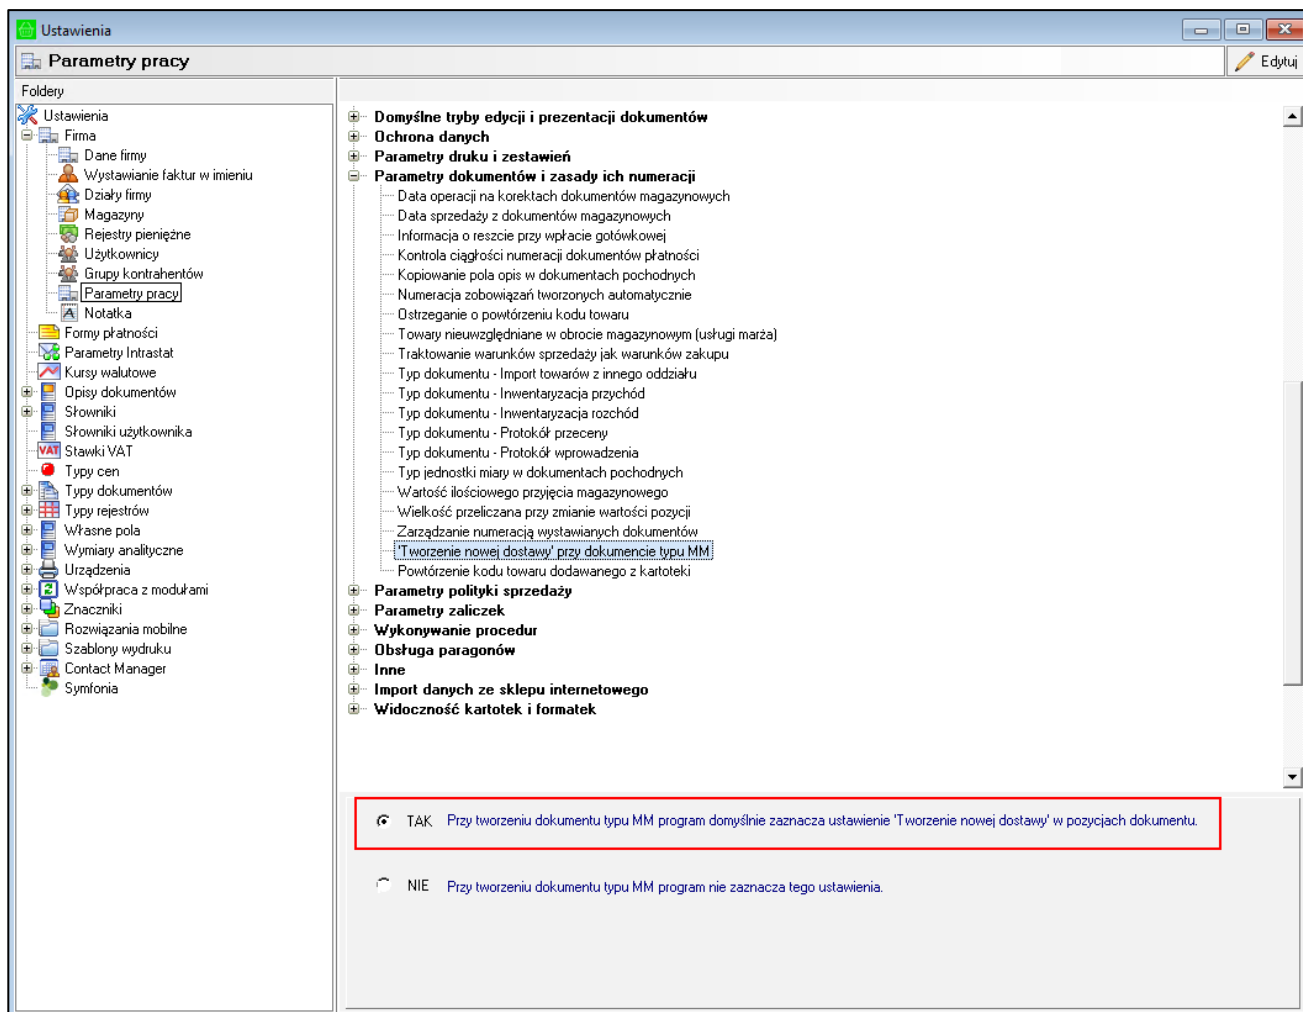 Ustawienia
Parametry pracy
Edytuj
Foldery
Ustawienia
Firma
Dane firmy
Wystawianie faktur w imieniu
Działy firmy
Magazyny
Rejestry pieniężne
Użytkownicy
Grupy kontrahentów
Parametry pracy
Notatka
Formy płatności
Parametry Intrastat
Kursy walutowe
Opisy dokumentów
Słowniki
Słowniki użytkownika
VAT Stawki VAT
Typy cen
Typy dokumentów
Typy rejestrów
Własne pola
Wymiary analityczne
Urządzenia
Współpraca z modułami
Znaczniki
Rozwiązania mobilne
Szablony wydruku
Contact Manager
Symfonia
Domyślne tryby edycji i prezentacji dokumentów
Ochrona danych
Parametry druku i zestawień
Parametry dokumentów i zasady ich numeracji
Data operacji na korektach dokumentów magazynowych
Data sprzedaży z dokumentów magazynowych
Informacja o reszcie przy wpłacie gotówkowej
Kontrola ciągłości numeracji dokumentów płatności
Kopiowanie pola opis w dokumentach pochodnych
Numeracja zobowiązań tworzonych automatycznie
Ostrzeganie o powtórzeniu kodu towaru
Towary nieuwzględniane w obrocie magazynowym (usługi marża)
Traktowanie warunków sprzedaży jak warunków zakupu
Typ dokumentu - Import towarów z innego oddziału
Typ dokumentu - Inwentaryzacja przychód
Typ dokumentu - Inwentaryzacja rozchód
Typ dokumentu - Protokół przeceny
Typ dokumentu - Protokół wprowadzenia
Typ jednostki miary w dokumentach pochodnych
Wartość ilościowego przyjęcia magazynowego
Wielkość przeliczana przy zmianie wartości pozycji
Zarządzanie numeracją wystawianych dokumentów
'Tworzenie nowej dostawy' przy dokumencie typu MM
Powtórzenie kodu towaru dodawanego z kartoteki
Parametry polityki sprzedaży
Parametry zaliczek
Wykonywanie procedur
Obsługa paragonów
Inne
Import danych ze sklepu internetowego
Widoczność kartotek i formatek
TAK Przy tworzeniu dokumentu typu MM program domyślnie zaznacza ustawienie 'Tworzenie nowej dostawy' w pozycjach dokumentu.
NIE Przy tworzeniu dokumentu typu MM program nie zaznacza tego ustawienia.